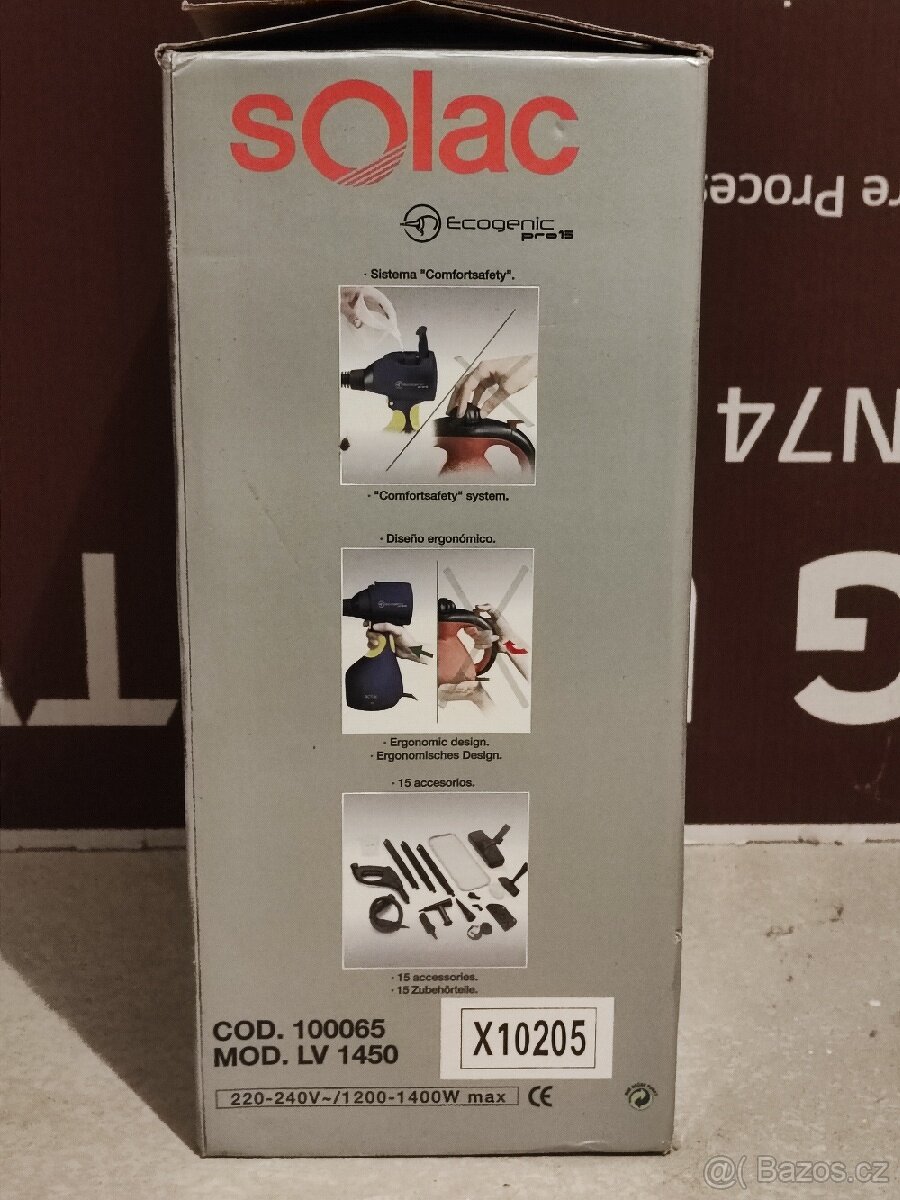 solac
Ecogenic
pro15
· Sistema "Comfortsafety".
· "Comfortsafety" system.
· Diseño ergonómico.
· Ergonomic design.
· Ergonomisches Design.
· 15 accesorios.
· 15 accessories.
· 15 Zubehörteile.
COD. 100065
MOD. LV 1450
X10205
220-240V~/1200-1400W max
CE
re Proces
N74
G
T
@( Bazos.cz